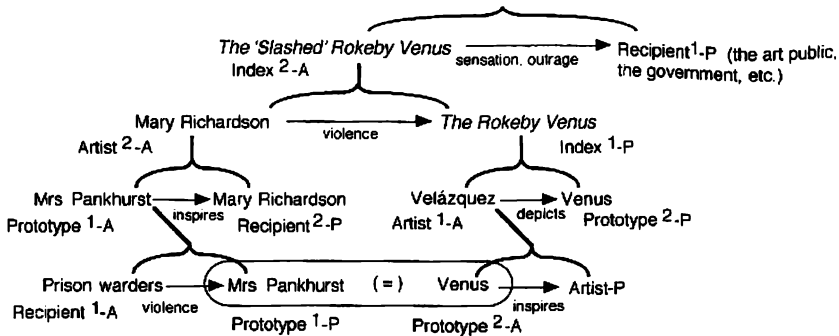 The 'Slashed' Rokeby Venus
Index 2-A
sensation, outrage
Recipient 1-P (the art public,
the government, etc.)
Mary Richardson
Artist 2-A
violence
The Rokeby Venus
Index 1-P
Mrs Pankhurst
Prototype 1-A
inspires
Mary Richardson
Recipient 2-P
Velázquez
Artist 1-A
depicts
Venus
Prototype 2-P
Prison warders
Recipient 1-A
violence
Mrs Pankhurst (=) Venus
Prototype 1-P
Prototype 2-A
inspires
Artist-P